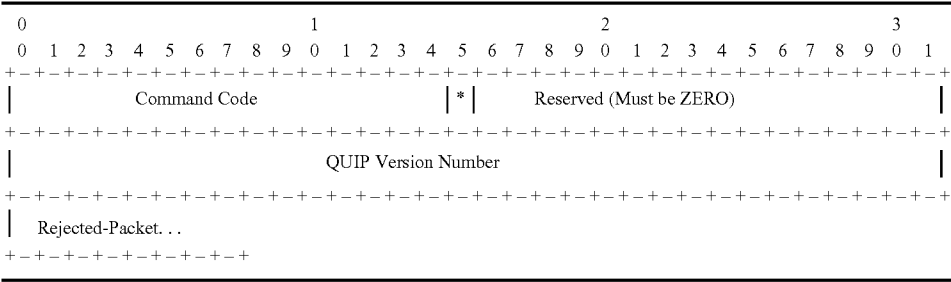 0 1 2 3
0 1 2 3 4 5 6 7 8 9 0 1 2 3 4 5 6 7 8 9 0 1 2 3 4 5 6 7 8 9 0 1
+–+–+–+–+–+–+–+–+–+–+–+–+–+–+–+–+–+–+–+–+–+–+–+–+–+–+–+–+–+–+–+–+
| Command Code |*| Reserved (Must be ZERO) |
+–+–+–+–+–+–+–+–+–+–+–+–+–+–+–+–+–+–+–+–+–+–+–+–+–+–+–+–+–+–+–+–+
| QUIP Version Number |
+–+–+–+–+–+–+–+–+–+–+–+–+–+–+–+–+–+–+–+–+–+–+–+–+–+–+–+–+–+–+–+–+
| Rejected-Packet. . .
+–+–+–+–+–+–+–+–+